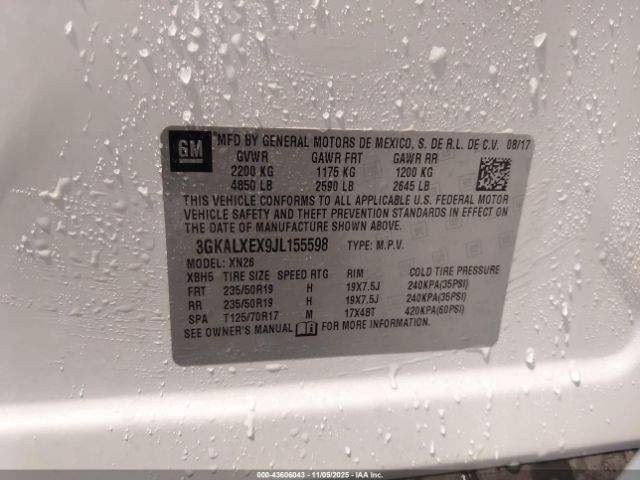 GM
MFD BY GENERAL MOTORS DE MEXICO, S. DE R.L. DE C.V. 08/17
GVWR GAWR FRT GAWR RR
2200 KG 1175 KG 1200 KG
4850 LB 2590 LB 2645 LB
THIS VEHICLE CONFORMS TO ALL APPLICABLE U.S. FEDERAL MOTOR
VEHICLE SAFETY AND THEFT PREVENTION STANDARDS IN EFFECT ON
THE DATE OF MANUFACTURE SHOWN ABOVE.
3GKALXEX9JL155598 TYPE: M.P.V.
MODEL: XN26
XBH5 TIRE SIZE SPEED RTG RIM COLD TIRE PRESSURE
FRT 235/50R19 H 19X7.5J 240KPA(35PSI)
RR 235/50R19 H 19X7.5J 240KPA(35PSI)
SPA T125/70R17 M 17X4BT 420KPA(60PSI)
SEE OWNER'S MANUAL FOR MORE INFORMATION.
000-43606043 - 11/05/2025 - IAAI.COM